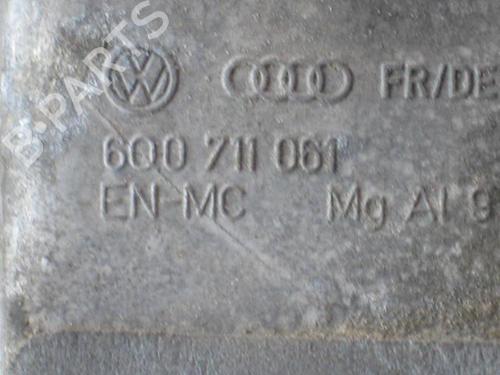 B-PARTS
FR/DE
6Q0 711 061
EN-MC Mg Al 9